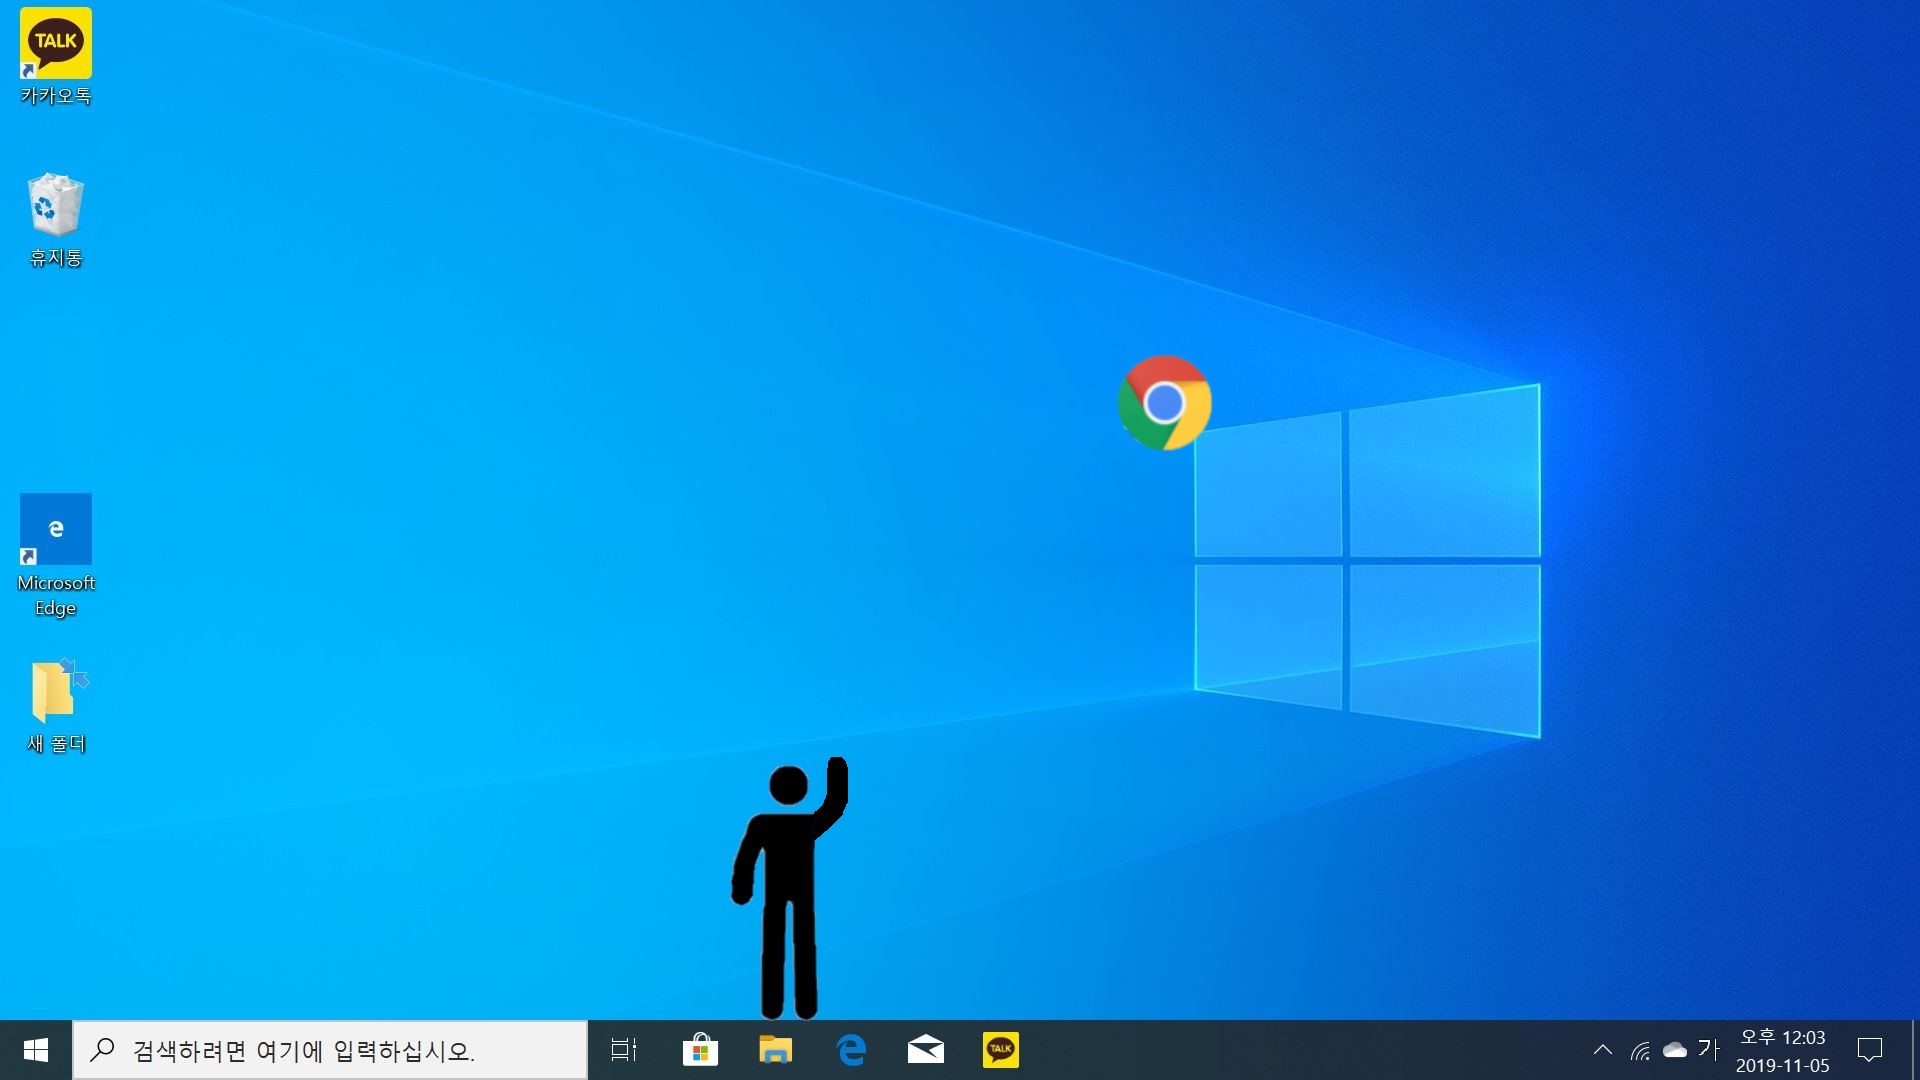 TALK
카카오톡
휴지통
Microsoft
Edge
새 폴더
검색하려면 여기에 입력하십시오.
TALK
가
오후 12:03
2019-11-05